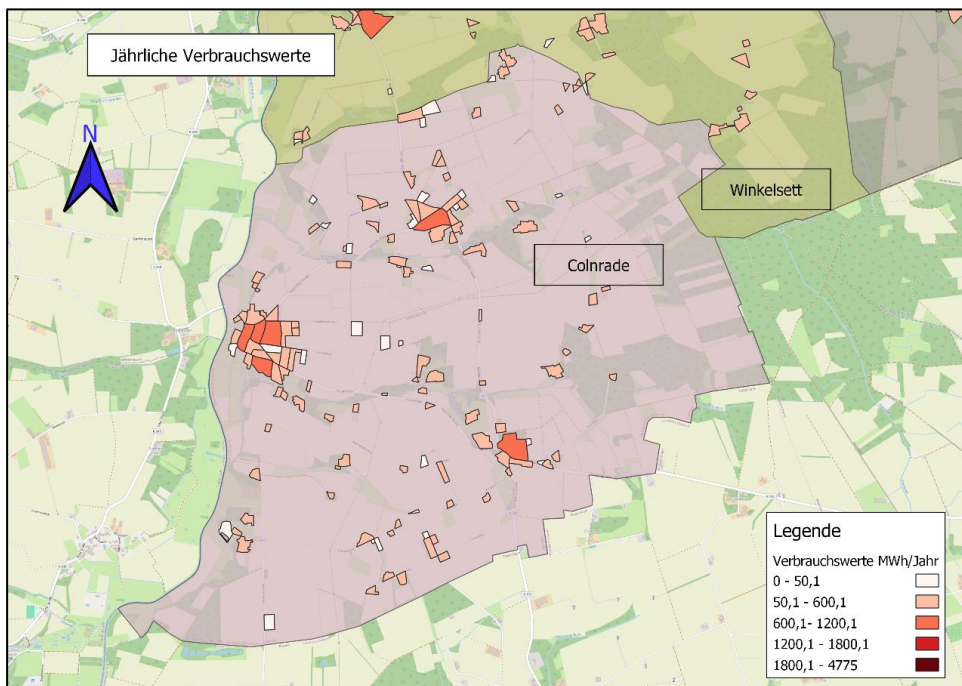 Jährliche Verbrauchswerte
N
Winkelsett
Colnrade
Legende
Verbrauchswerte MWh/Jahr
0 - 50,1
50,1 - 600,1
600,1- 1200,1
1200,1 - 1800,1
1800,1 - 4775